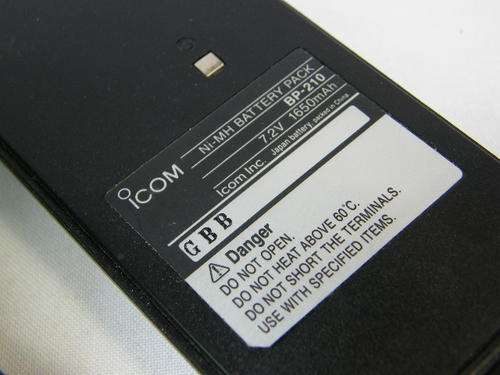 ICOM
NI-MH BATTERY PACK
BP-210
7.2V 1650mAh
Icom Inc. Japan battery, packed in China
G B B
Danger
DO NOT OPEN.
DO NOT HEAT ABOVE 60°C.
DO NOT SHORT THE TERMINALS.
USE WITH SPECIFIED ITEMS.